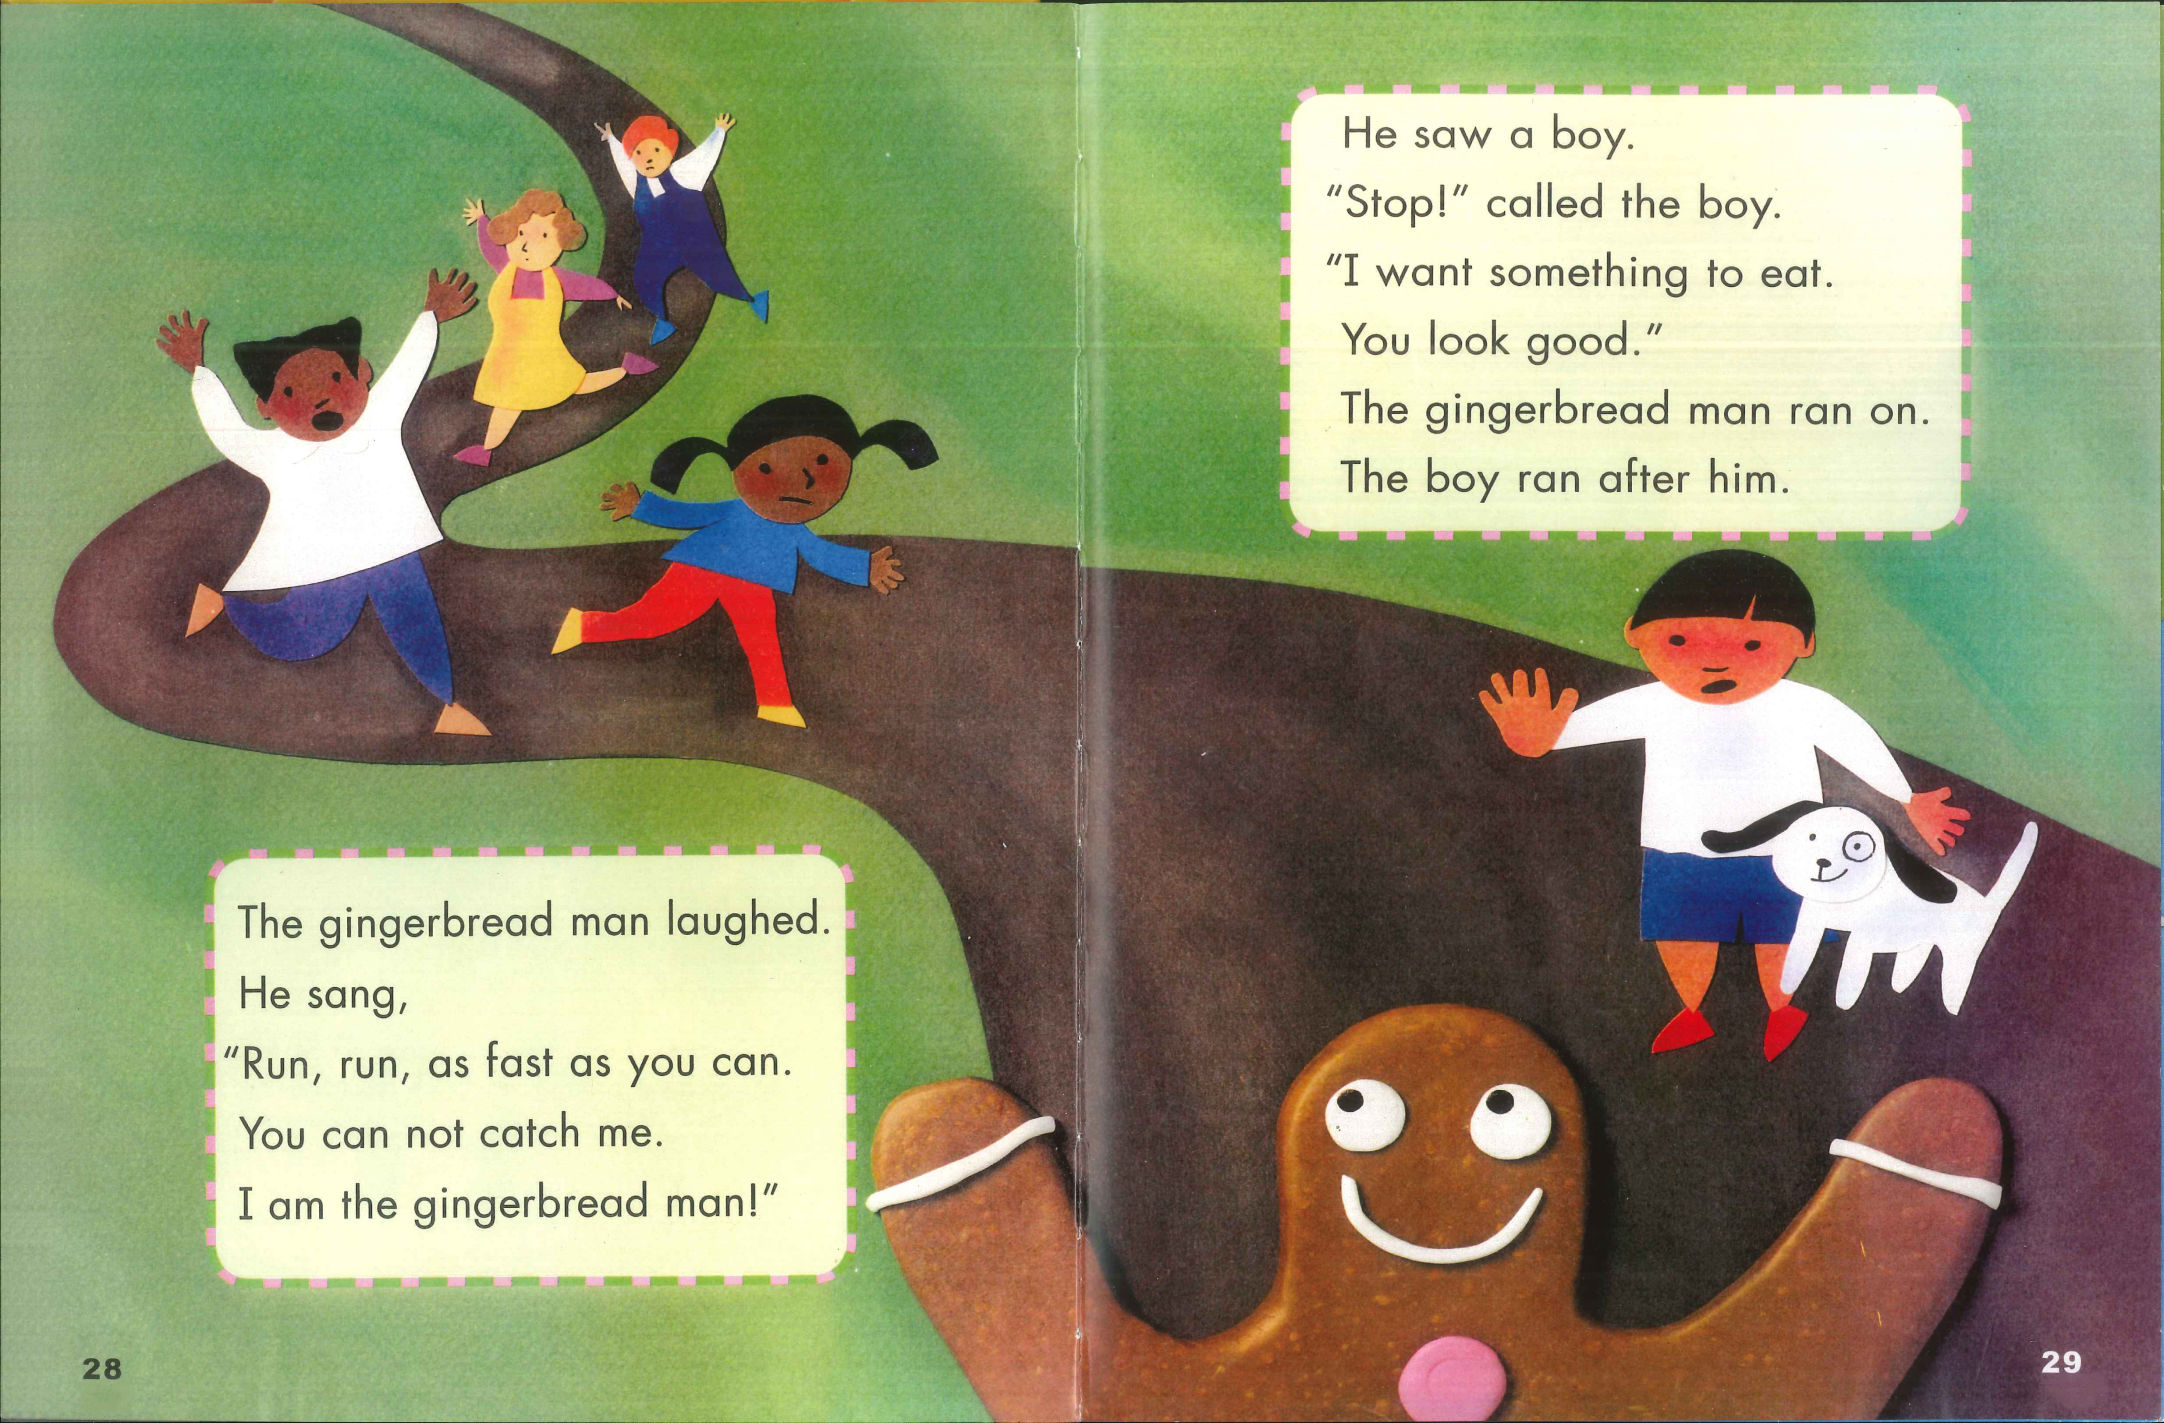 The gingerbread man laughed.
He sang,
“Run, run, as fast as you can.
You can not catch me.
I am the gingerbread man!”
28
He saw a boy.
“Stop!” called the boy.
“I want something to eat.
You look good.”
The gingerbread man ran on.
The boy ran after him.
29